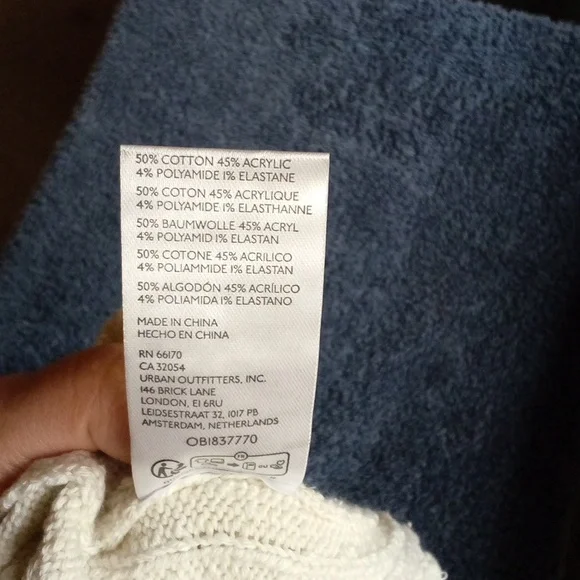 50% COTTON 45% ACRYLIC
4% POLYAMIDE 1% ELASTANE
50% COTON 45% ACRYLIQUE
4% POLYAMIDE 1% ELASTHANNE
50% BAUMWOLLE 45% ACRYL
4% POLYAMID 1% ELASTAN
50% COTONE 45% ACRILICO
4% POLIAMMIDE 1% ELASTAN
50% ALGODÓN 45% ACRÍLICO
4% POLIAMIDA 1% ELASTANO
MADE IN CHINA
HECHO EN CHINA
RN 66170
CA 32054
URBAN OUTFITTERS, INC.
146 BRICK LANE
LONDON, E1 6RU
LEIDSESTRAAT 32, 1017 PB
AMSTERDAM, NETHERLANDS
OB1837770
FR
OU